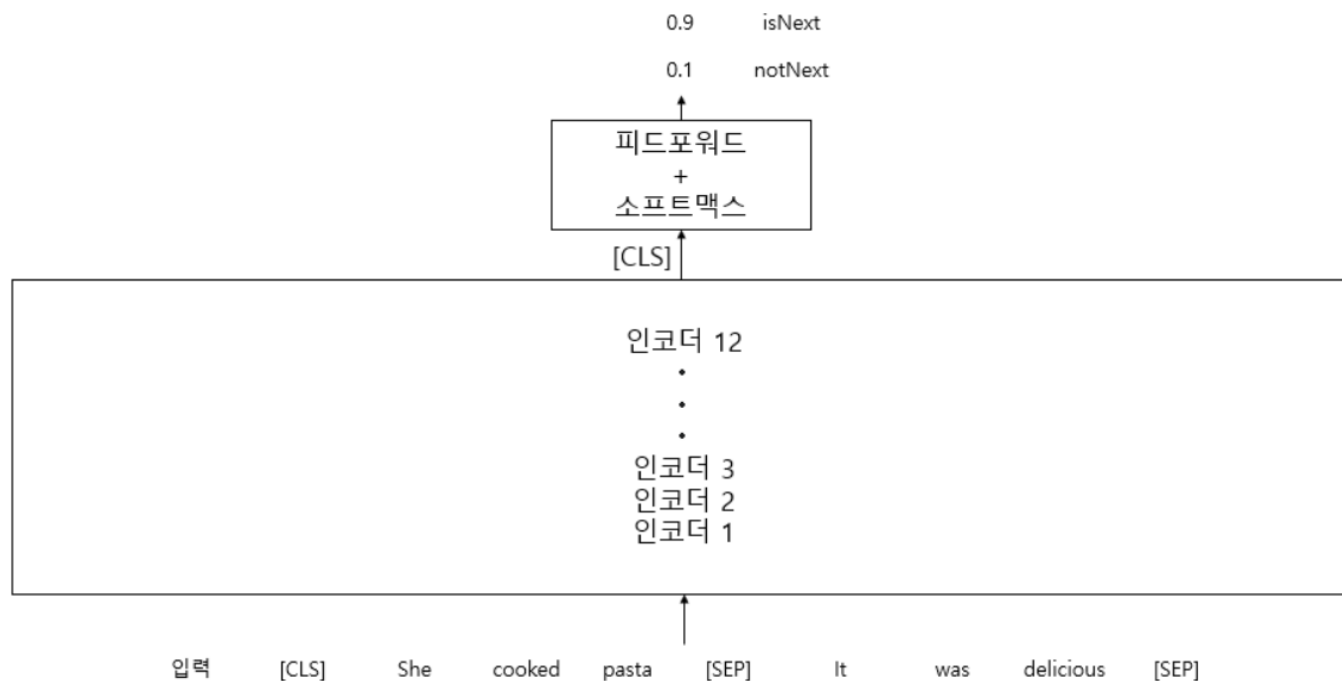 0.9 isNext
0.1 notNext
피드포워드
+
소프트맥스
[CLS]
인코더 12
인코더 3
인코더 2
인코더 1
입력 [CLS] She cooked pasta [SEP] It was delicious [SEP]